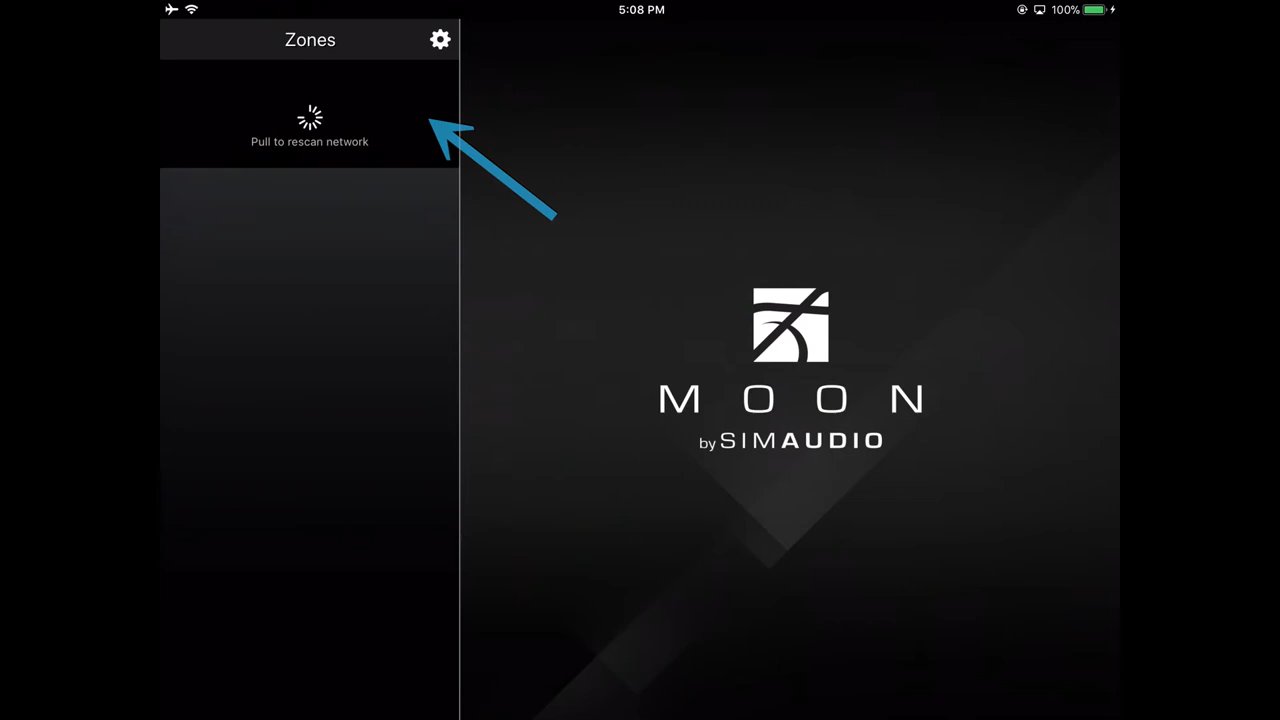 5:08 PM
100%
Zones
Pull to rescan network
MOON
by SIMAUDIO